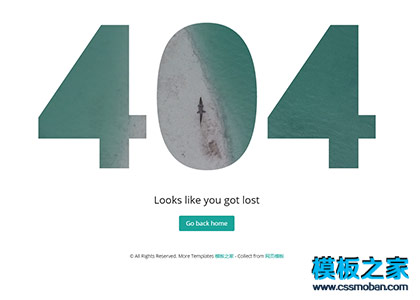 404
Looks like you got lost
Go back home
© All Rights Reserved. More Templates 模板之家 - Collect from 网页模板
模板之家
www.cssmoban.com